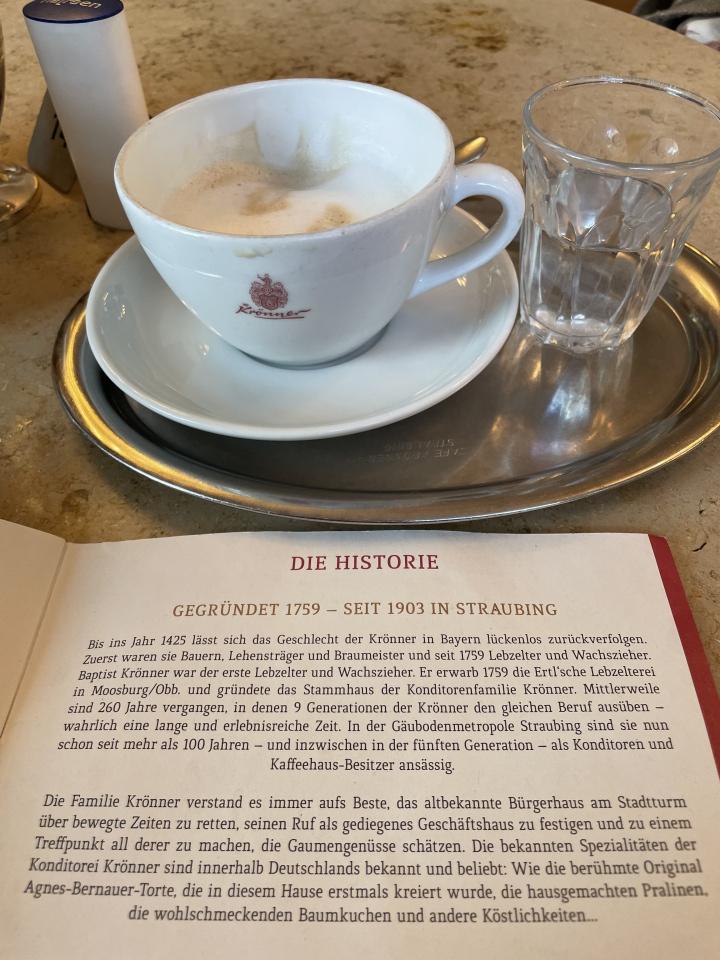 Krönner
CAFE KRÖNNER
STRAUBING
DIE HISTORIE
GEGRÜNDET 1759 – SEIT 1903 IN STRAUBING
Bis ins Jahr 1425 lässt sich das Geschlecht der Krönner in Bayern lückenlos zurückverfolgen.
Zuerst waren sie Bauern, Lehensträger und Braumeister und seit 1759 Lebzelter und Wachszieher.
Baptist Krönner war der erste Lebzelter und Wachszieher. Er erwarb 1759 die Ertl'sche Lebzelterei
in Moosburg/Obb. und gründete das Stammhaus der Konditorenfamilie Krönner. Mittlerweile
sind 260 Jahre vergangen, in denen 9 Generationen der Krönner den gleichen Beruf ausüben –
wahrlich eine lange und erlebnisreiche Zeit. In der Gäubodenmetropole Straubing sind sie nun
schon seit mehr als 100 Jahren – und inzwischen in der fünften Generation – als Konditoren und
Kaffeehaus-Besitzer ansässig.
Die Familie Krönner verstand es immer aufs Beste, das altbekannte Bürgerhaus am Stadtturm
über bewegte Zeiten zu retten, seinen Ruf als gediegenes Geschäftshaus zu festigen und zu einem
Treffpunkt all derer zu machen, die Gaumengenüsse schätzen. Die bekannten Spezialitäten der
Konditorei Krönner sind innerhalb Deutschlands bekannt und beliebt: Wie die berühmte Original
Agnes-Bernauer-Torte, die in diesem Hause erstmals kreiert wurde, die hausgemachten Pralinen,
die wohlschmeckenden Baumkuchen und andere Köstlichkeiten...